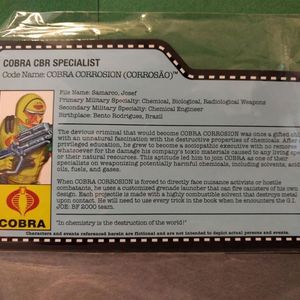 COBRA CBR SPECIALIST
Code Name: COBRA CORROSION (CORROSÃO)™
File Name: Samarco, Josef
Primary Military Specialty: Chemical, Biological, Radiological Weapons
Secondary Military Specialty: Chemical Engineer
Birthplace: Bento Rodrigues, Brazil
The devious criminal that would become COBRA CORROSION was once a gifted
with an unnatural fascination with the destructive properties of chemicals. After
privileged education, he grew to become a sociopathic executive with no remorse
whatsoever for the damage his company's toxic materials caused to any living
or their natural resources. This aptitude led him to join COBRA as one of their
specialists on weaponizing potentially harmful chemicals, including solvents, acids
oils, fuels, and gases.
When COBRA CORROSION is forced to directly face nuisance activists or hostile
combatants, he uses a customized grenade launcher that can fire canisters of his own
design. Each projectile is made with a highly combustible solvent that destroys metal
upon contact. He will need to use every trick in the book when he encounters the G.I.
JOE: BF 2000 team.
"In chemistry is the destruction of the world!"
COBRA
Characters and events referenced herein are fictional and are not intended to depict actual persons and events.